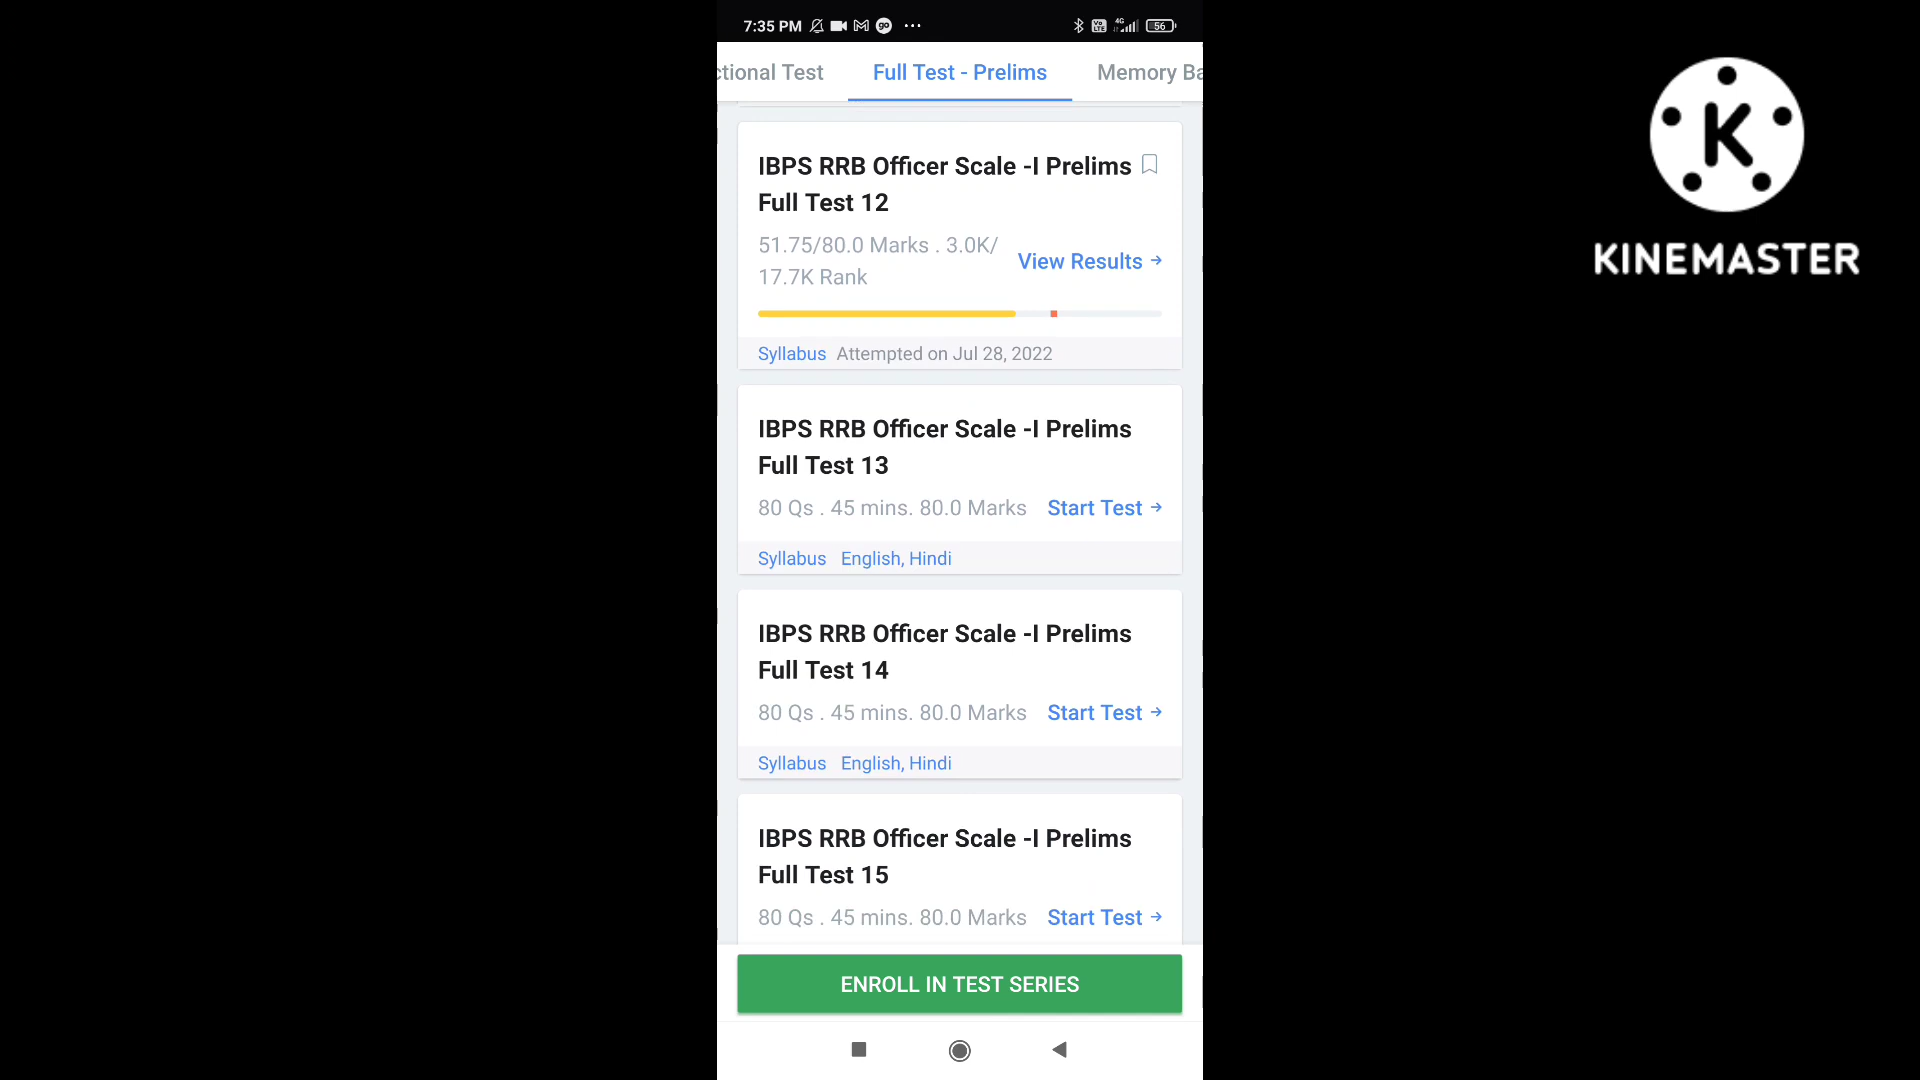 7:35 PM
go
Vo LTE
4G
56
ctional Test
Full Test - Prelims
Memory Ba
IBPS RRB Officer Scale -I Prelims
Full Test 12
51.75/80.0 Marks . 3.0K/
17.7K Rank
View Results
Syllabus Attempted on Jul 28, 2022
IBPS RRB Officer Scale -I Prelims
Full Test 13
80 Qs . 45 mins. 80.0 Marks Start Test
Syllabus English, Hindi
IBPS RRB Officer Scale -I Prelims
Full Test 14
80 Qs . 45 mins. 80.0 Marks Start Test
Syllabus English, Hindi
IBPS RRB Officer Scale -I Prelims
Full Test 15
80 Qs . 45 mins. 80.0 Marks Start Test
ENROLL IN TEST SERIES
K
KINEMASTER